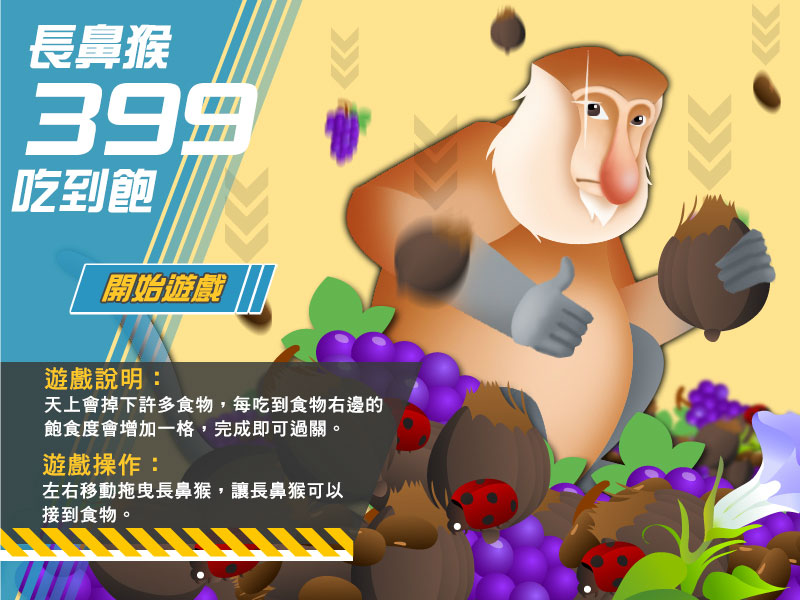 長鼻猴
399
吃到飽
開始遊戲
遊戲說明：
天上會掉下許多食物，每吃到食物右邊的
飽食度會增加一格，完成即可過關。
遊戲操作：
左右移動拖曳長鼻猴，讓長鼻猴可以
接到食物。